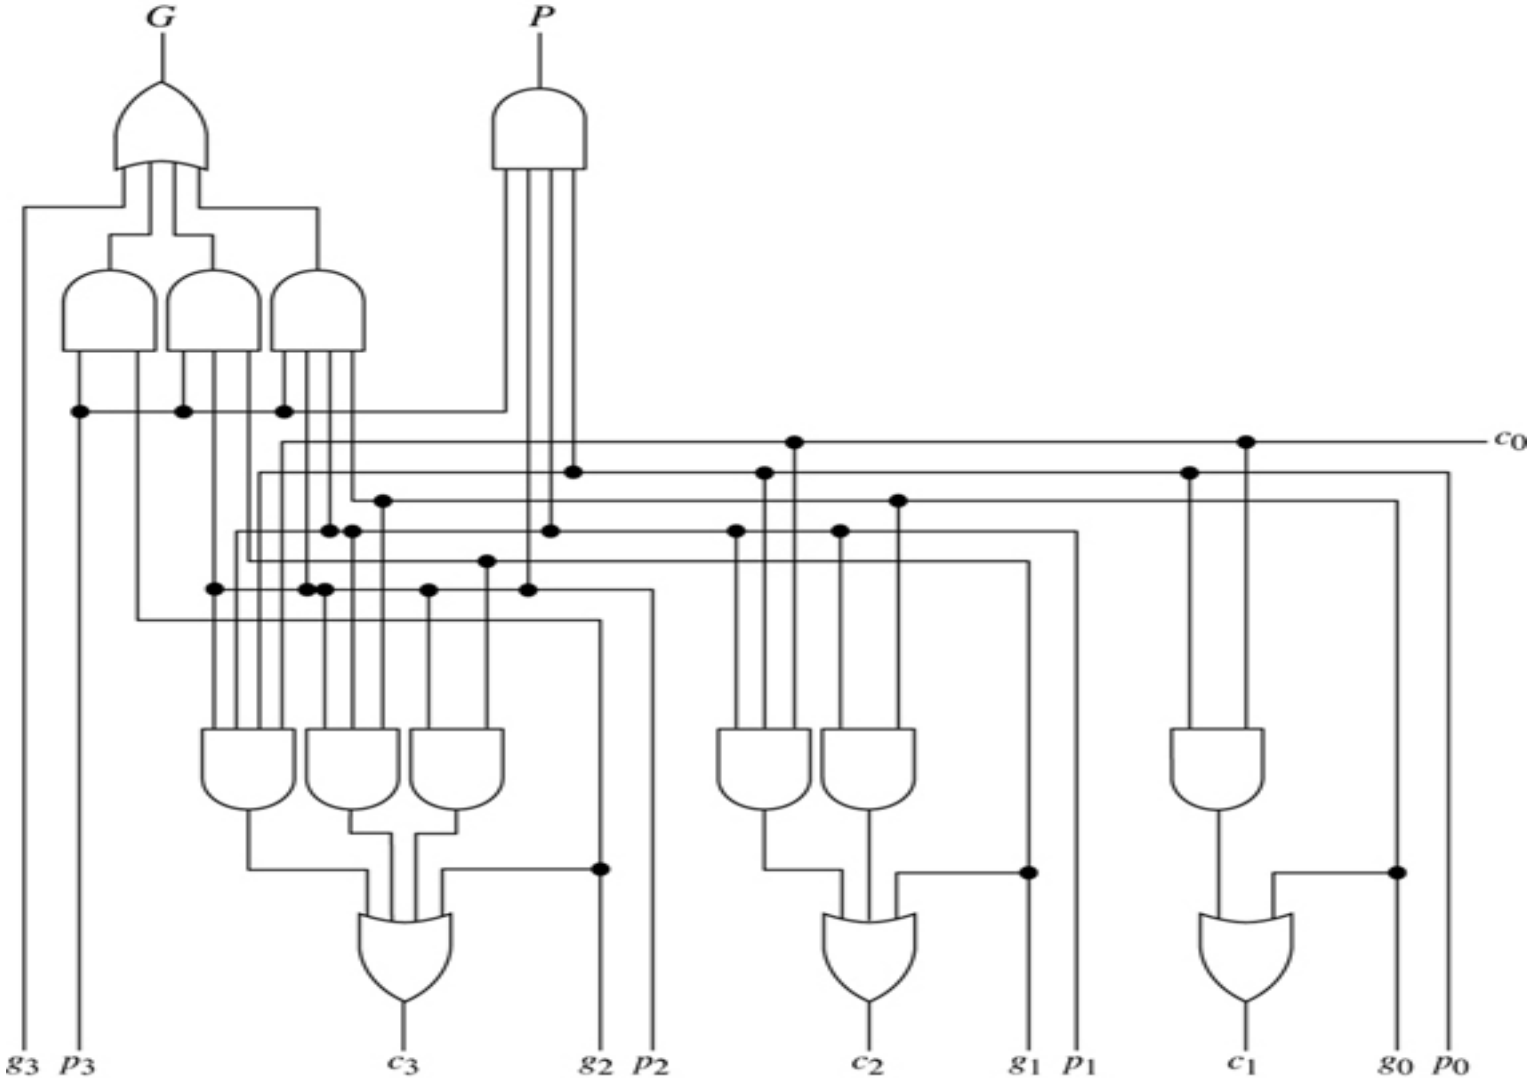 G P
c₀
g₃ p₃ c₃ g₂ p₂ c₂ g₁ p₁ c₁ g₀ p₀